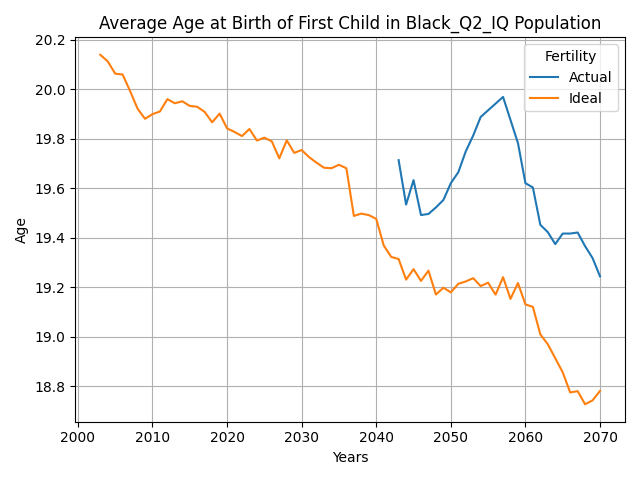 Average Age at Birth of First Child in Black_Q2_IQ Population
Fertility
Actual
Ideal
20.2
20.0
19.8
19.6
19.4
19.2
19.0
18.8
Age
2000 2010 2020 2030 2040 2050 2060 2070
Years